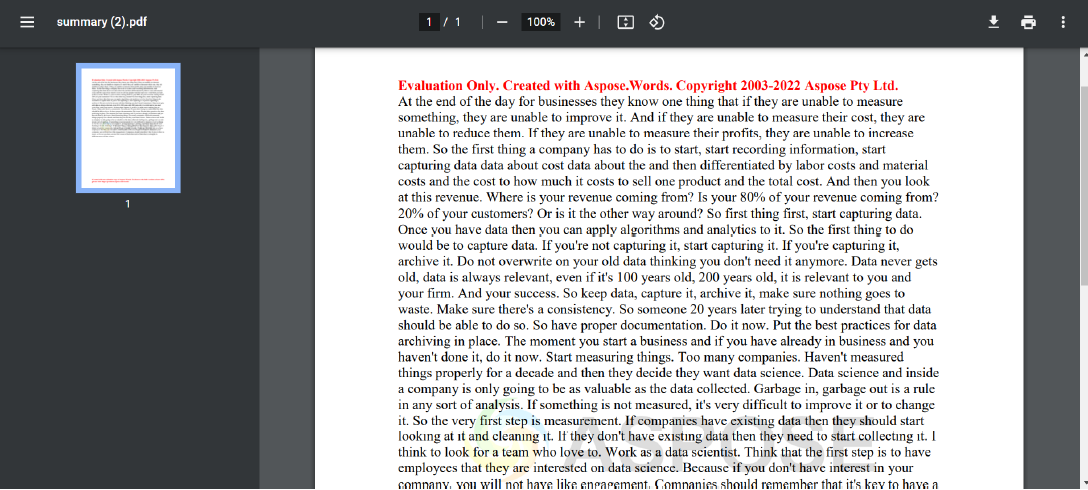 summary (2).pdf
1 / 1
100%
1
Evaluation Only. Created with Aspose.Words. Copyright 2003-2022 Aspose Pty Ltd.
At the end of the day for businesses they know one thing that if they are unable to measure
something, they are unable to improve it. And if they are unable to measure their cost, they are
unable to reduce them. If they are unable to measure their profits, they are unable to increase
them. So the first thing a company has to do is to start, start recording information, start
capturing data data about cost data about the and then differentiated by labor costs and material
costs and the cost to how much it costs to sell one product and the total cost. And then you look
at this revenue. Where is your revenue coming from? Is your 80% of your revenue coming from?
20% of your customers? Or is it the other way around? So first thing first, start capturing data.
Once you have data then you can apply algorithms and analytics to it. So the first thing to do
would be to capture data. If you're not capturing it, start capturing it. If you're capturing it,
archive it. Do not overwrite on your old data thinking you don't need it anymore. Data never gets
old, data is always relevant, even if it's 100 years old, 200 years old, it is relevant to you and
your firm. And your success. So keep data, capture it, archive it, make sure nothing goes to
waste. Make sure there's a consistency. So someone 20 years later trying to understand that data
should be able to do so. So have proper documentation. Do it now. Put the best practices for data
archiving in place. The moment you start a business and if you have already in business and you
haven't done it, do it now. Start measuring things. Too many companies. Haven't measured
things properly for a decade and then they decide they want data science. Data science and inside
a company is only going to be as valuable as the data collected. Garbage in, garbage out is a rule
in any sort of analysis. If something is not measured, it's very difficult to improve it or to change
it. So the very first step is measurement. If companies have existing data then they should start
looking at it and cleaning it. If they don't have existing data then they need to start collecting it. I
think to look for a team who love to. Work as a data scientist. Think that the first step is to have
employees that they are interested on data science. Because if you don't have interest in your
company, you will not have like engagement. Companies should remember that it's key to have a
ASPOSE